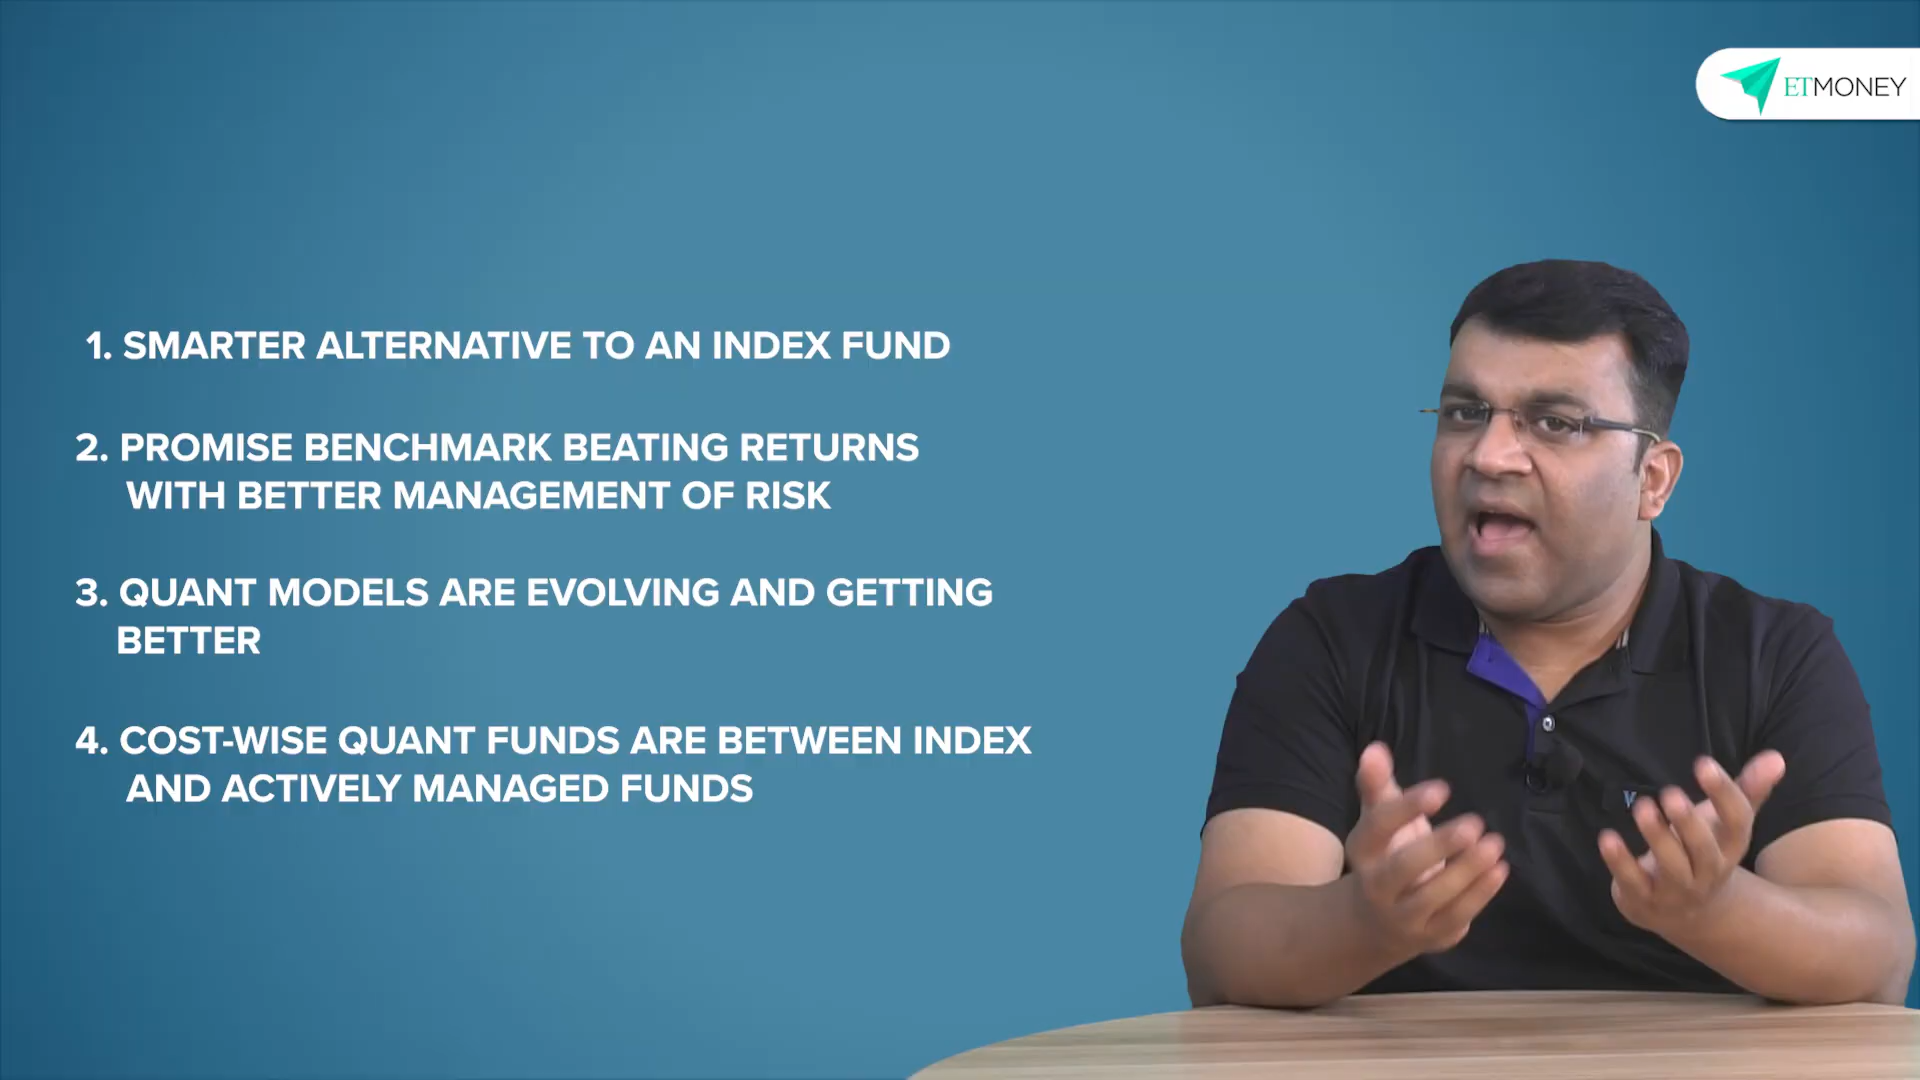 ETMONEY
1. SMARTER ALTERNATIVE TO AN INDEX FUND
2. PROMISE BENCHMARK BEATING RETURNS
WITH BETTER MANAGEMENT OF RISK
3. QUANT MODELS ARE EVOLVING AND GETTING
BETTER
4. COST-WISE QUANT FUNDS ARE BETWEEN INDEX
AND ACTIVELY MANAGED FUNDS